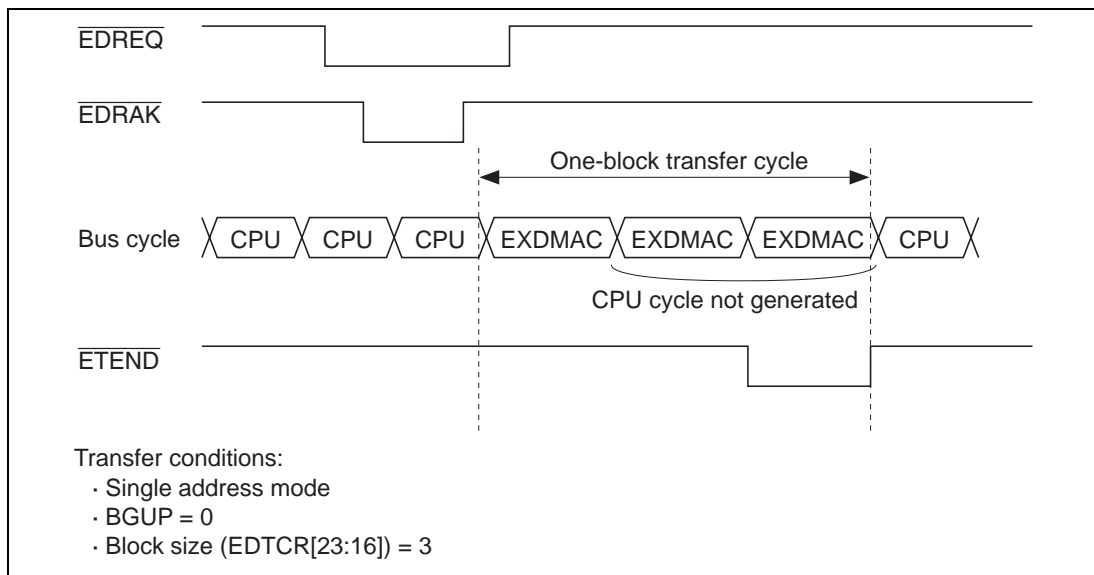 EDREQ
EDRAK
One-block transfer cycle
Bus cycle CPU CPU CPU EXDMAC EXDMAC EXDMAC CPU
CPU cycle not generated
ETEND
Transfer conditions:
· Single address mode
· BGUP = 0
· Block size (EDTCR[23:16]) = 3